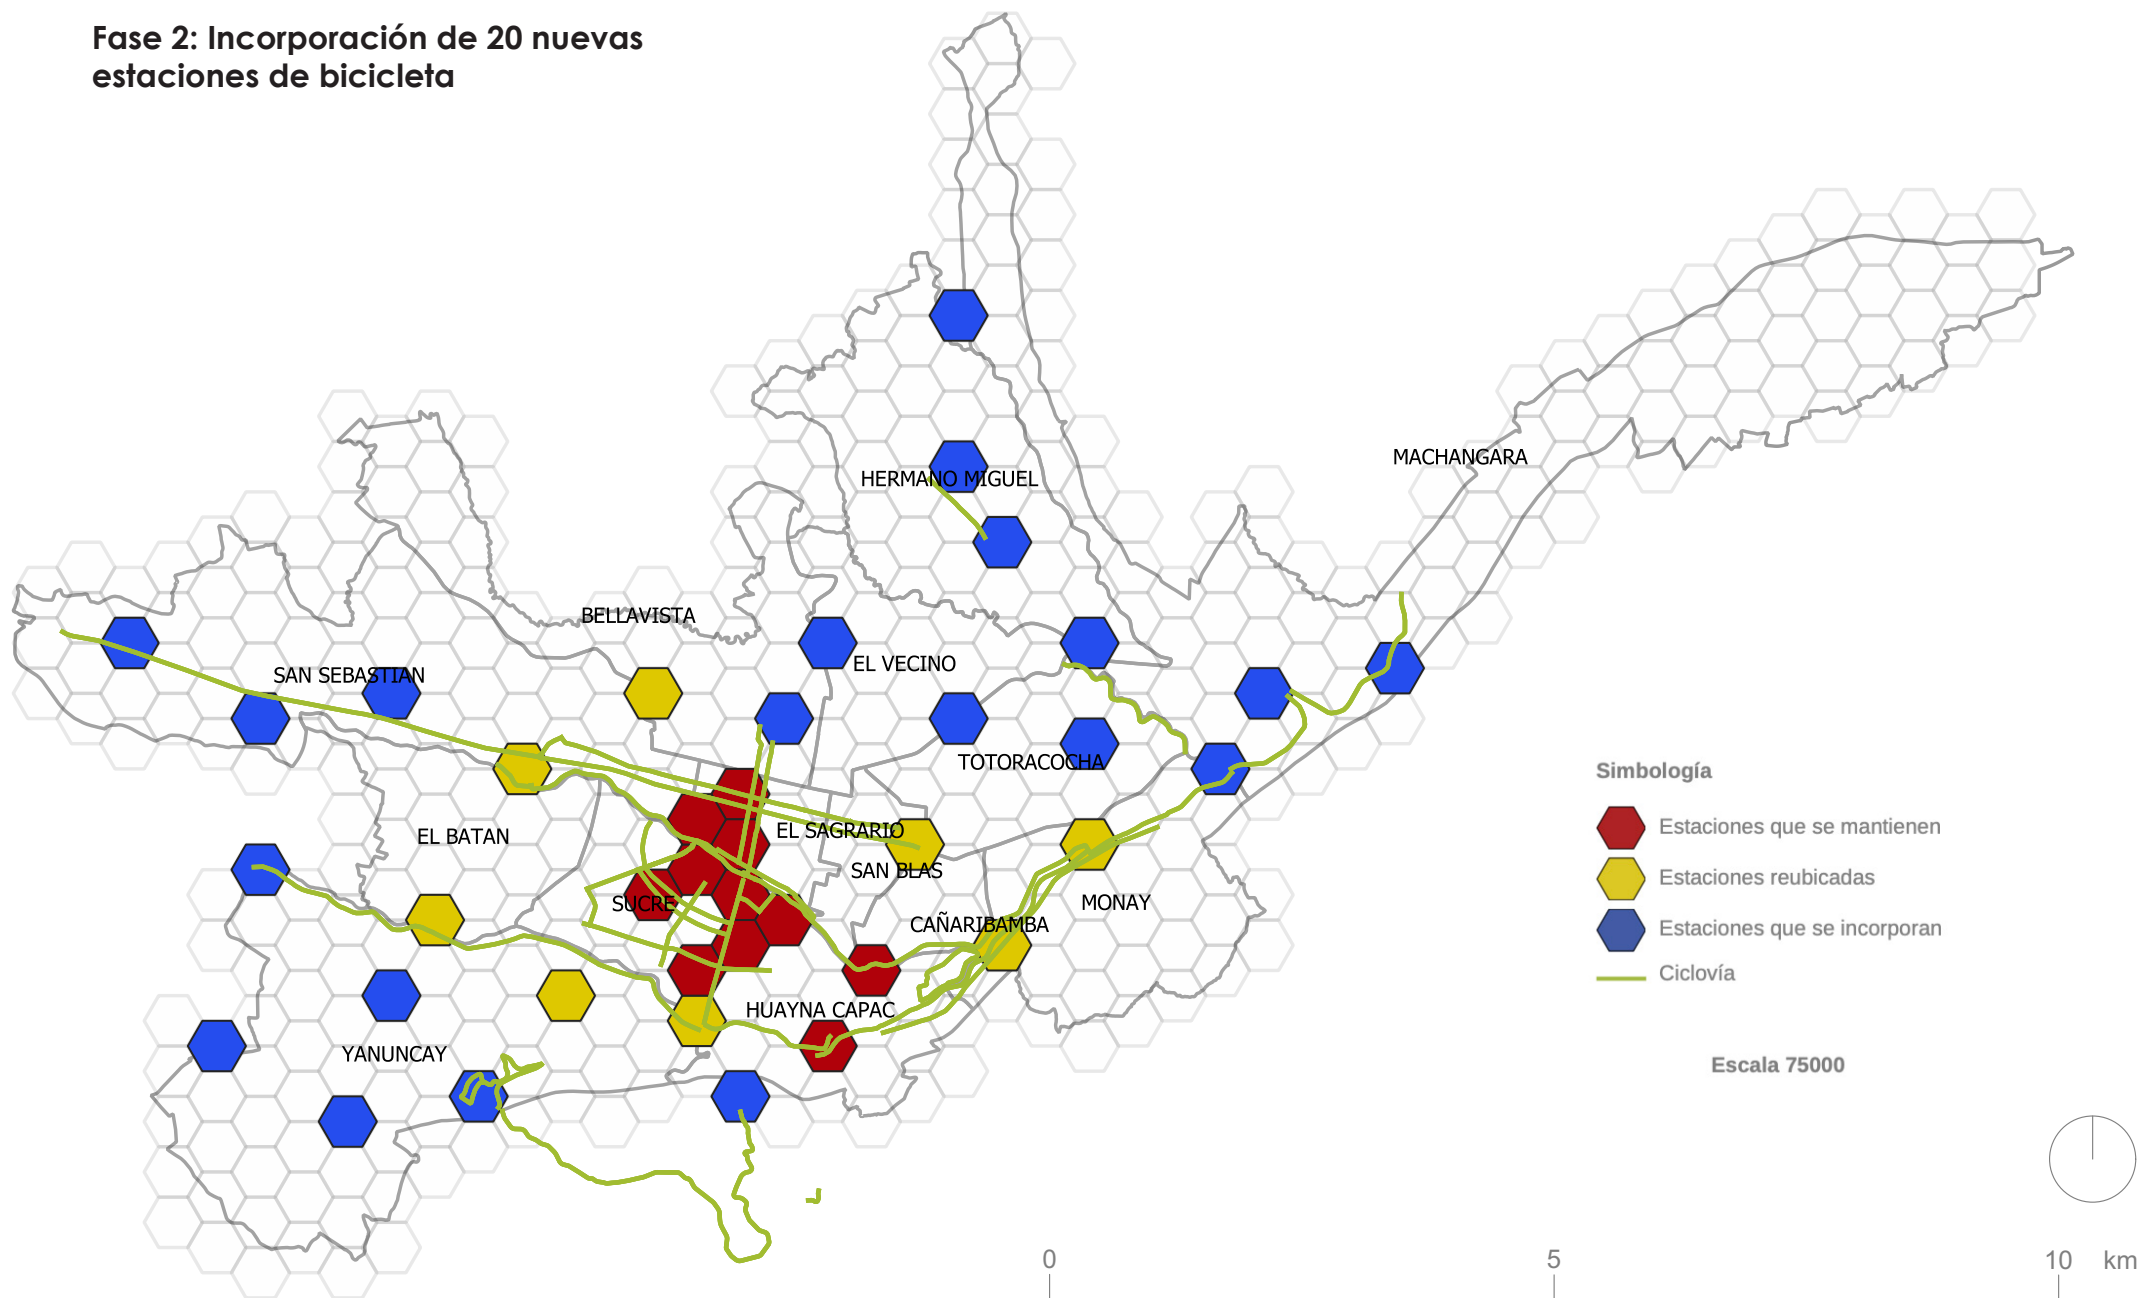 Fase 2: Incorporación de 20 nuevas
estaciones de bicicleta
MACHANGARA
HERMANO MIGUEL
BELLAVISTA
EL VECINO
SAN SEBASTIAN
TOTORACOCHA
EL BATAN
EL SAGRARIO
SAN BLAS
SUCRE
MONAY
CAÑARIBAMBA
HUAYNA CAPAC
YANUNCAY
Simbología
Estaciones que se mantienen
Estaciones reubicadas
Estaciones que se incorporan
Ciclovía
Escala 75000
0 5 10 km